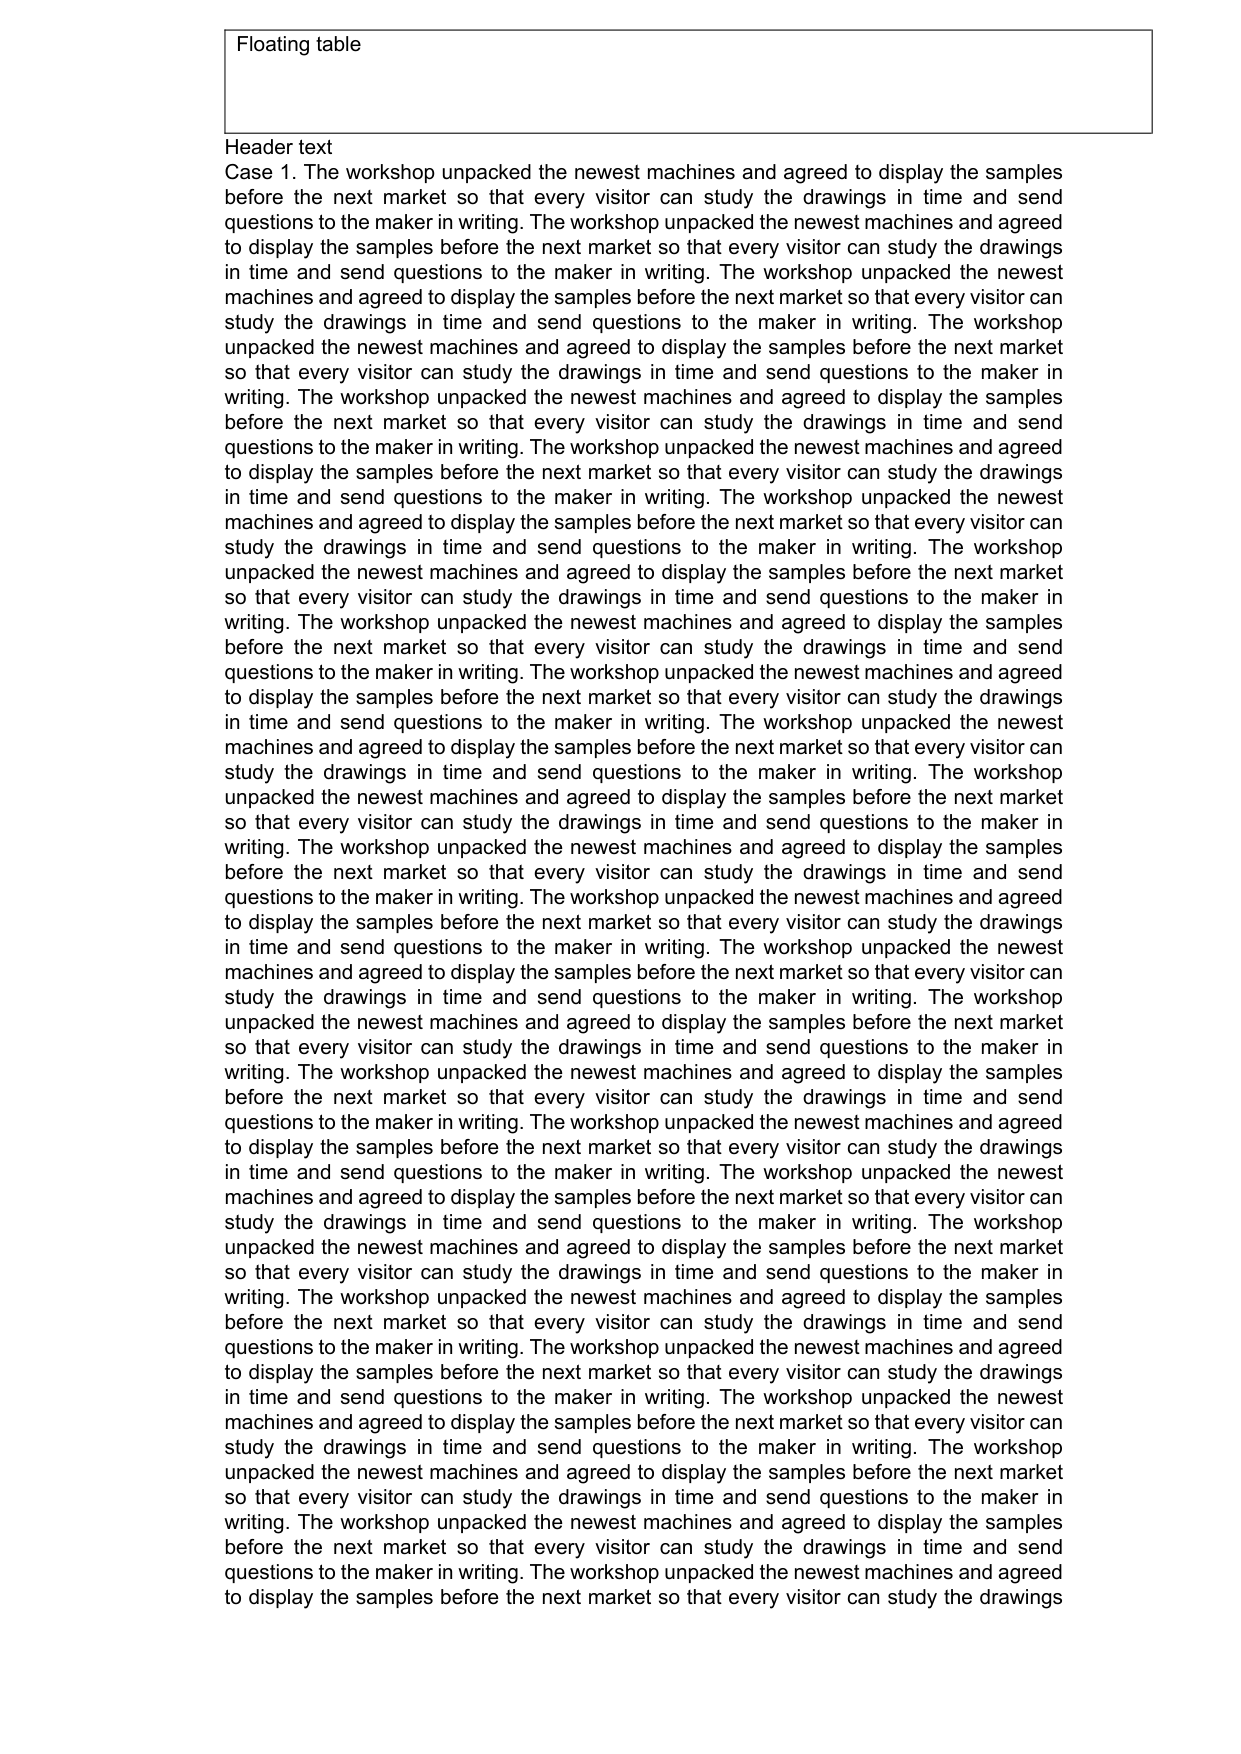 Floating table
Header text
Case 1. The workshop unpacked the newest machines and agreed to display the samples
before the next market so that every visitor can study the drawings in time and send
questions to the maker in writing. The workshop unpacked the newest machines and agreed
to display the samples before the next market so that every visitor can study the drawings
in time and send questions to the maker in writing. The workshop unpacked the newest
machines and agreed to display the samples before the next market so that every visitor can
study the drawings in time and send questions to the maker in writing. The workshop
unpacked the newest machines and agreed to display the samples before the next market
so that every visitor can study the drawings in time and send questions to the maker in
writing. The workshop unpacked the newest machines and agreed to display the samples
before the next market so that every visitor can study the drawings in time and send
questions to the maker in writing. The workshop unpacked the newest machines and agreed
to display the samples before the next market so that every visitor can study the drawings
in time and send questions to the maker in writing. The workshop unpacked the newest
machines and agreed to display the samples before the next market so that every visitor can
study the drawings in time and send questions to the maker in writing. The workshop
unpacked the newest machines and agreed to display the samples before the next market
so that every visitor can study the drawings in time and send questions to the maker in
writing. The workshop unpacked the newest machines and agreed to display the samples
before the next market so that every visitor can study the drawings in time and send
questions to the maker in writing. The workshop unpacked the newest machines and agreed
to display the samples before the next market so that every visitor can study the drawings
in time and send questions to the maker in writing. The workshop unpacked the newest
machines and agreed to display the samples before the next market so that every visitor can
study the drawings in time and send questions to the maker in writing. The workshop
unpacked the newest machines and agreed to display the samples before the next market
so that every visitor can study the drawings in time and send questions to the maker in
writing. The workshop unpacked the newest machines and agreed to display the samples
before the next market so that every visitor can study the drawings in time and send
questions to the maker in writing. The workshop unpacked the newest machines and agreed
to display the samples before the next market so that every visitor can study the drawings
in time and send questions to the maker in writing. The workshop unpacked the newest
machines and agreed to display the samples before the next market so that every visitor can
study the drawings in time and send questions to the maker in writing. The workshop
unpacked the newest machines and agreed to display the samples before the next market
so that every visitor can study the drawings in time and send questions to the maker in
writing. The workshop unpacked the newest machines and agreed to display the samples
before the next market so that every visitor can study the drawings in time and send
questions to the maker in writing. The workshop unpacked the newest machines and agreed
to display the samples before the next market so that every visitor can study the drawings
in time and send questions to the maker in writing. The workshop unpacked the newest
machines and agreed to display the samples before the next market so that every visitor can
study the drawings in time and send questions to the maker in writing. The workshop
unpacked the newest machines and agreed to display the samples before the next market
so that every visitor can study the drawings in time and send questions to the maker in
writing. The workshop unpacked the newest machines and agreed to display the samples
before the next market so that every visitor can study the drawings in time and send
questions to the maker in writing. The workshop unpacked the newest machines and agreed
to display the samples before the next market so that every visitor can study the drawings
in time and send questions to the maker in writing. The workshop unpacked the newest
machines and agreed to display the samples before the next market so that every visitor can
study the drawings in time and send questions to the maker in writing. The workshop
unpacked the newest machines and agreed to display the samples before the next market
so that every visitor can study the drawings in time and send questions to the maker in
writing. The workshop unpacked the newest machines and agreed to display the samples
before the next market so that every visitor can study the drawings in time and send
questions to the maker in writing. The workshop unpacked the newest machines and agreed
to display the samples before the next market so that every visitor can study the drawings